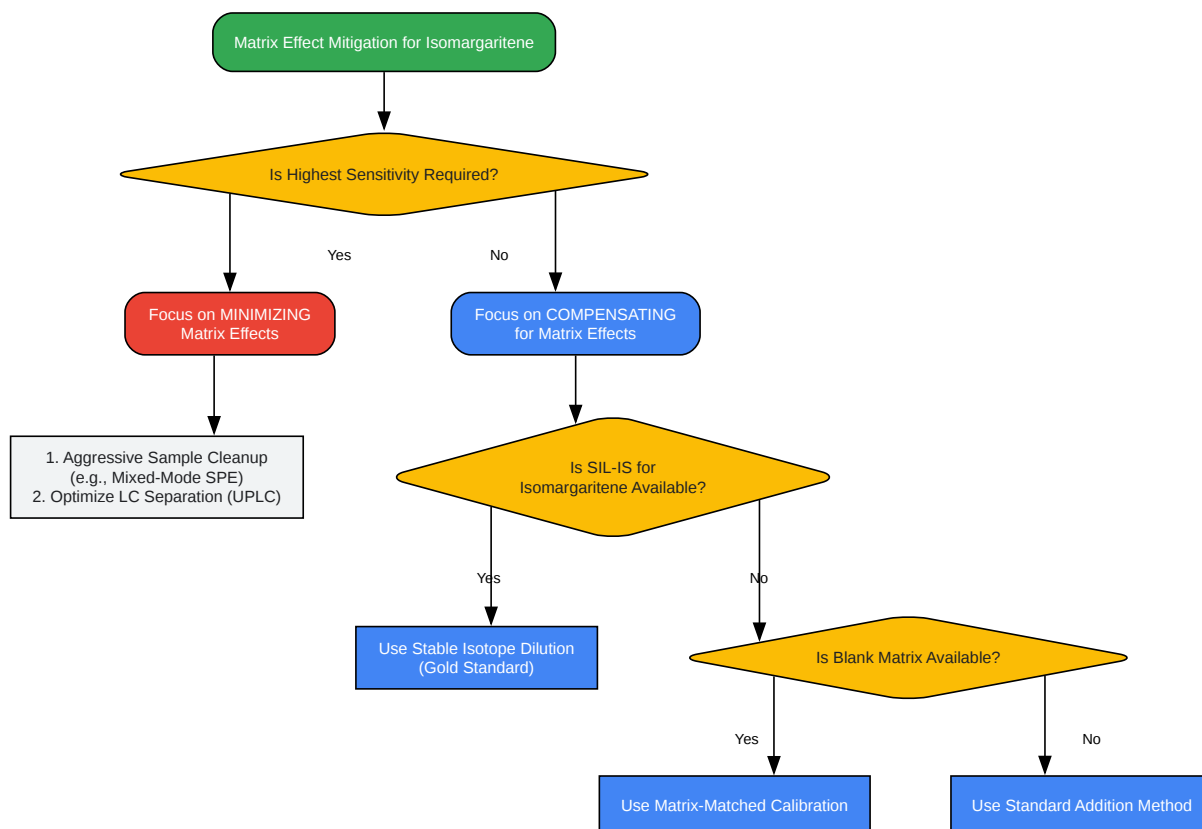 Matrix Effect Mitigation for Isomargaritene
Is Highest Sensitivity Required?
Yes
No
Focus on MINIMIZING
Matrix Effects
Focus on COMPENSATING
for Matrix Effects
1. Aggressive Sample Cleanup
(e.g., Mixed-Mode SPE)
2. Optimize LC Separation (UPLC)
Is SIL-IS for
Isomargaritene Available?
Yes
No
Use Stable Isotope Dilution
(Gold Standard)
Is Blank Matrix Available?
Yes
No
Use Matrix-Matched Calibration
Use Standard Addition Method